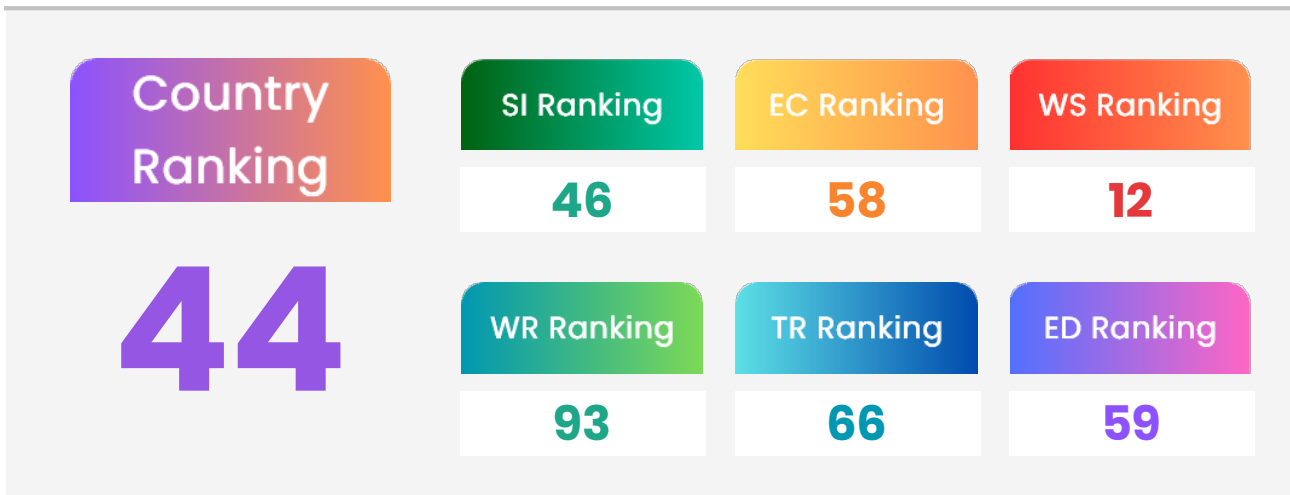 Country
Ranking
44
SI Ranking
EC Ranking
WS Ranking
46
58
12
WR Ranking
TR Ranking
ED Ranking
93
66
59